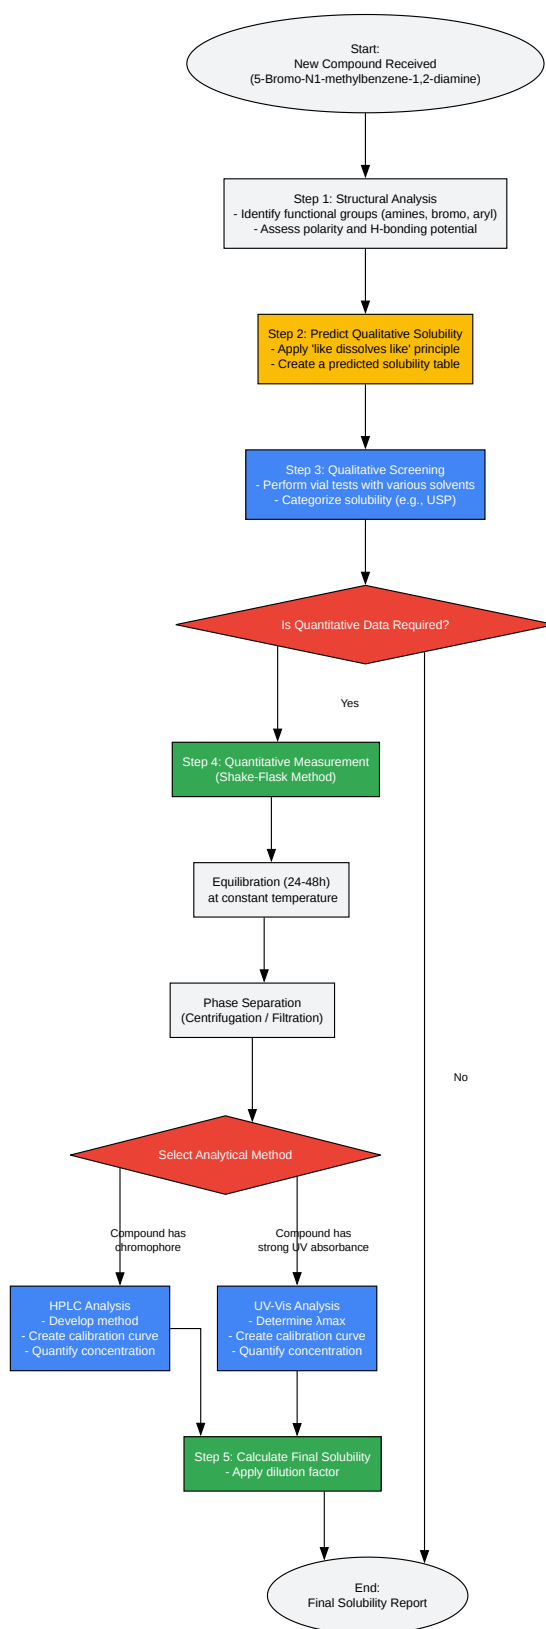 Start:
New Compound Received
(5-Bromo-N1-methylbenzene-1,2-diamine)
Step 1: Structural Analysis
- Identify functional groups (amines, bromo, aryl)
- Assess polarity and H-bonding potential
Step 2: Predict Qualitative Solubility
- Apply 'like dissolves like' principle
- Create a predicted solubility table
Step 3: Qualitative Screening
- Perform vial tests with various solvents
- Categorize solubility (e.g., USP)
Is Quantitative Data Required?
Yes
Step 4: Quantitative Measurement
(Shake-Flask Method)
Equilibration (24-48h)
at constant temperature
Phase Separation
(Centrifugation / Filtration)
No
Select Analytical Method
Compound has
chromophore
Compound has
strong UV absorbance
HPLC Analysis
- Develop method
- Create calibration curve
- Quantify concentration
UV-Vis Analysis
- Determine λmax
- Create calibration curve
- Quantify concentration
Step 5: Calculate Final Solubility
- Apply dilution factor
End:
Final Solubility Report